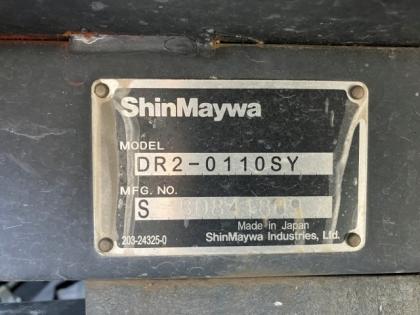 ShinMaywa
MODEL
DR2-0110SY
MFG. NO.
S
Made in Japan
203-24325-0 ShinMaywa Industries, Ltd.